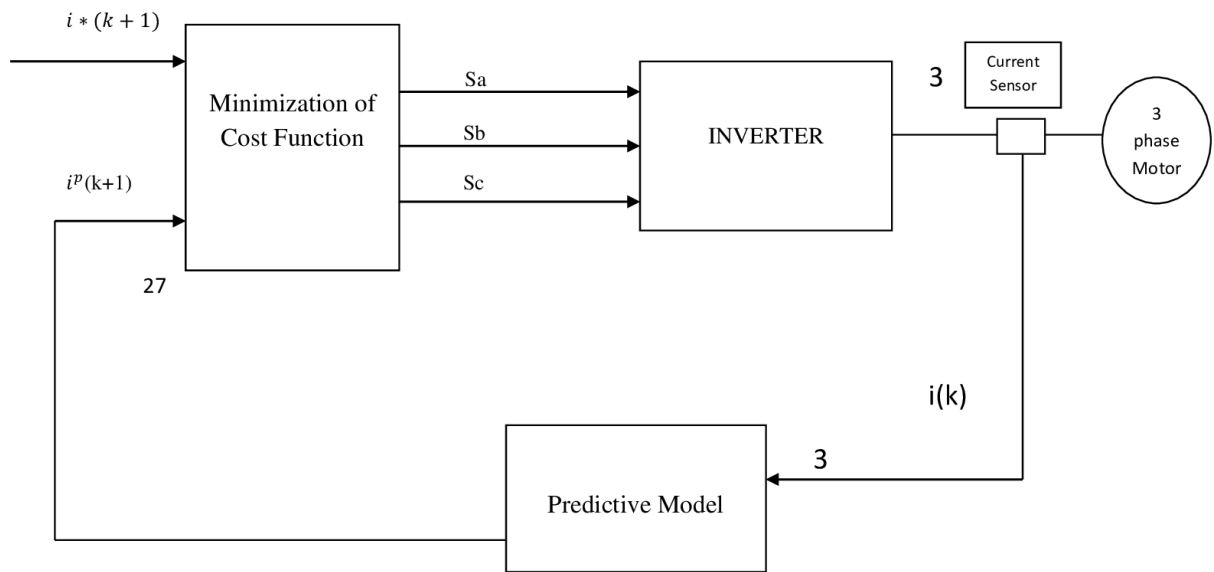 i * (k + 1)
Minimization of
Cost Function
i^p(k+1)
27
Sa
Sb
Sc
INVERTER
3
Current
Sensor
3
phase
Motor
i(k)
3
Predictive Model